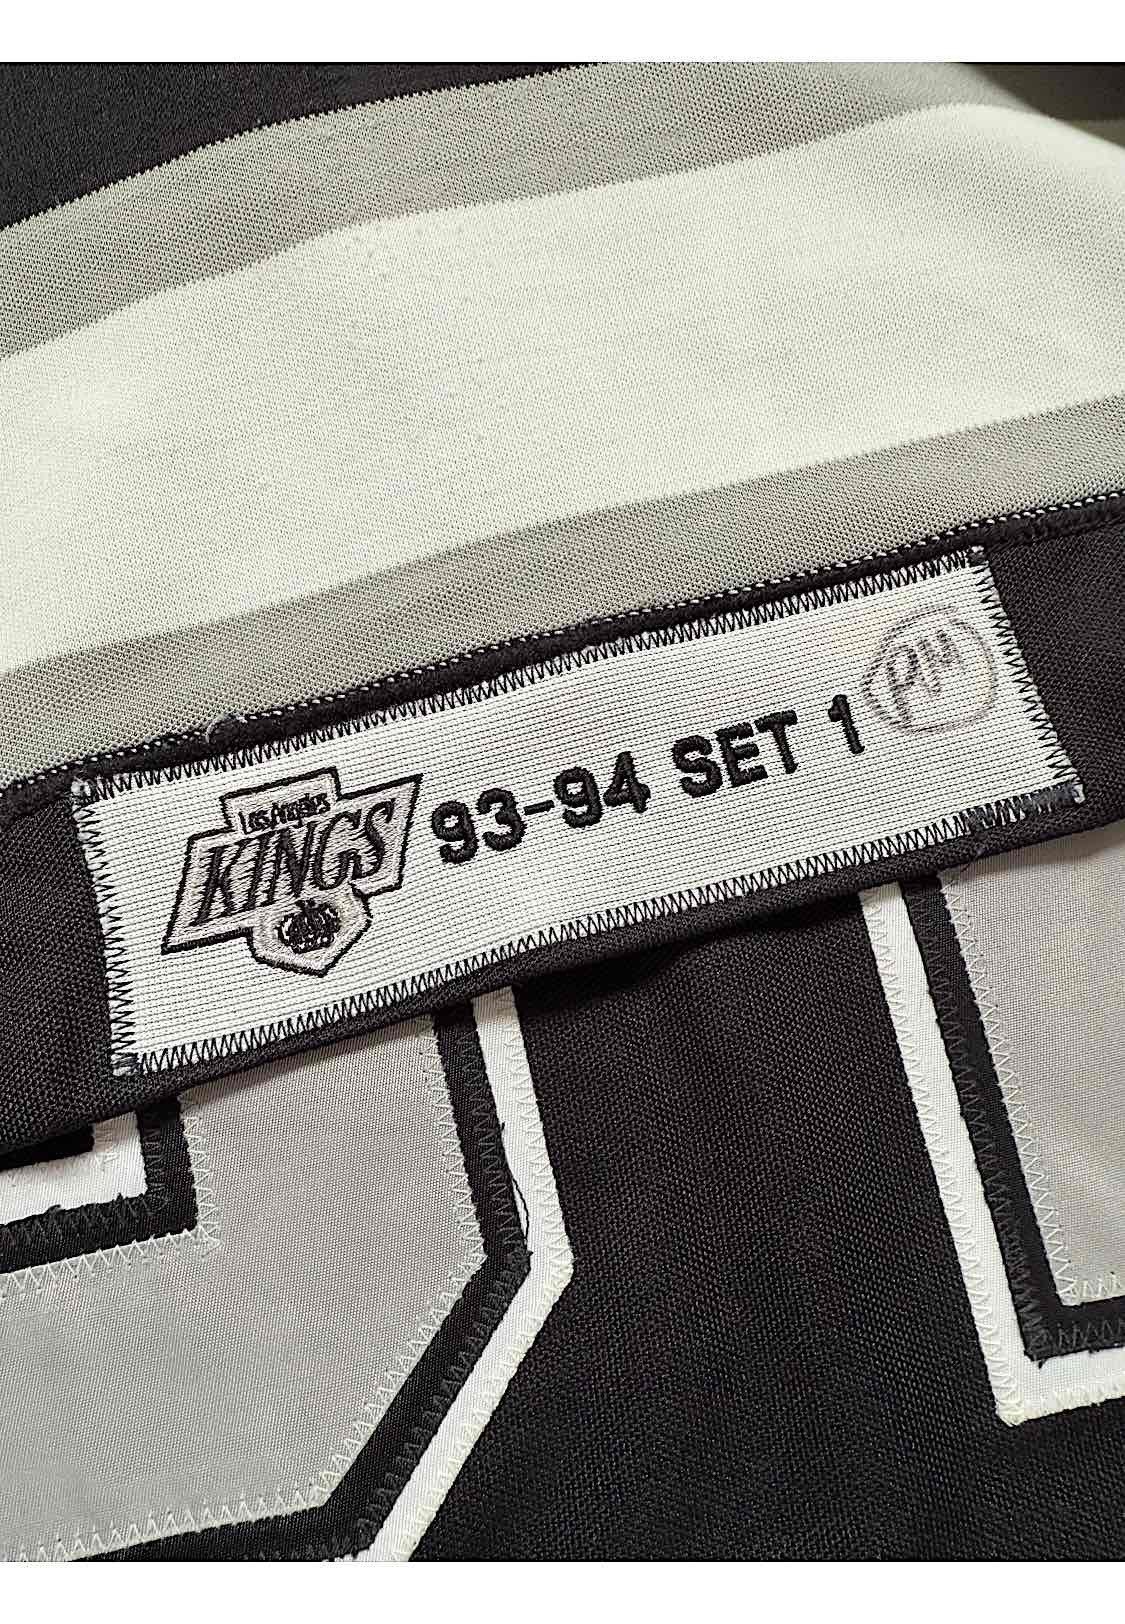 Los Angeles
KINGS
93-94 SET 1